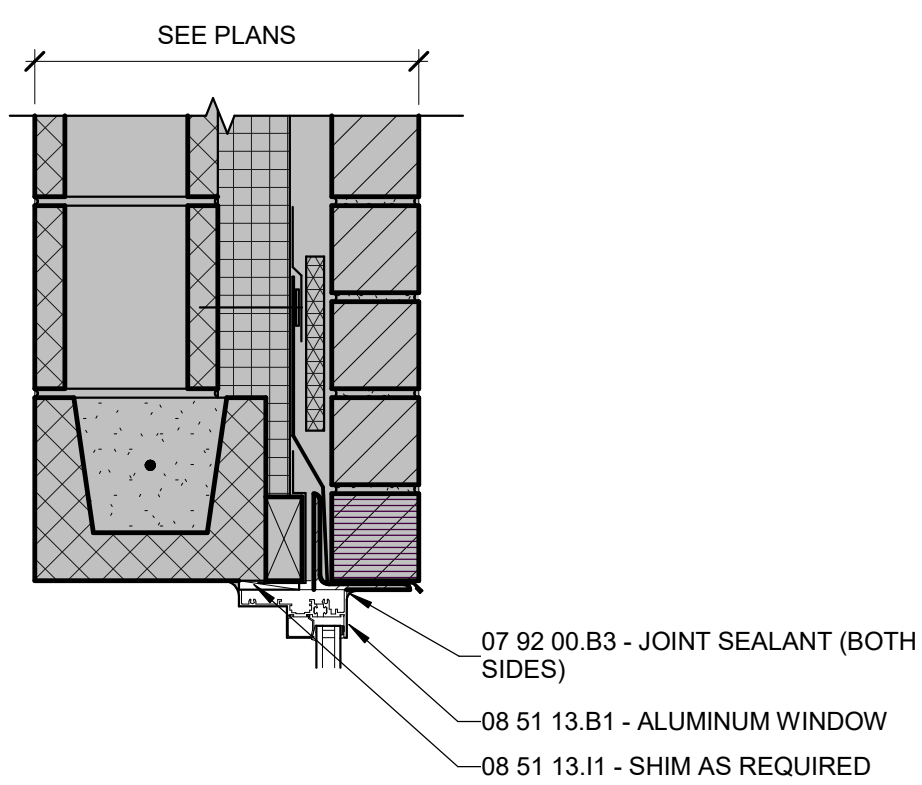 SEE PLANS
07 92 00.B3 - JOINT SEALANT (BOTH
SIDES)
08 51 13.B1 - ALUMINUM WINDOW
08 51 13.I1 - SHIM AS REQUIRED